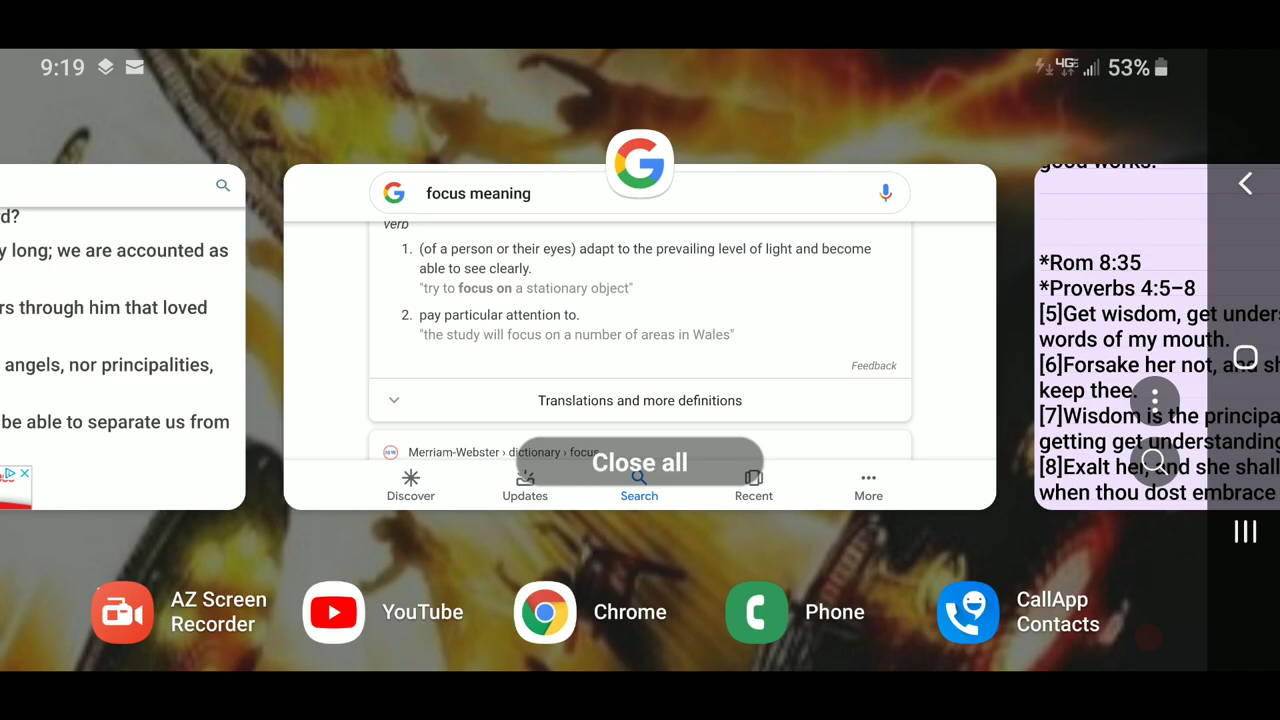 9:19
4G
53%
d?
y long; we are accounted as
rs through him that loved
angels, nor principalities,
be able to separate us from
focus meaning
verb
1. (of a person or their eyes) adapt to the prevailing level of light and become
able to see clearly.
"try to focus on a stationary object"
2. pay particular attention to.
"the study will focus on a number of areas in Wales"
Feedback
Translations and more definitions
Merriam-Webster › dictionary › focus
Close all
Discover
Updates
Search
Recent
More
good works.
*Rom 8:35
*Proverbs 4:5–8
[5]Get wisdom, get unders
words of my mouth.
[6]Forsake her not, and sh
keep thee.
[7]Wisdom is the principa
getting get understanding
[8]Exalt her, and she shall
when thou dost embrace
AZ Screen
Recorder
YouTube
Chrome
Phone
CallApp
Contacts